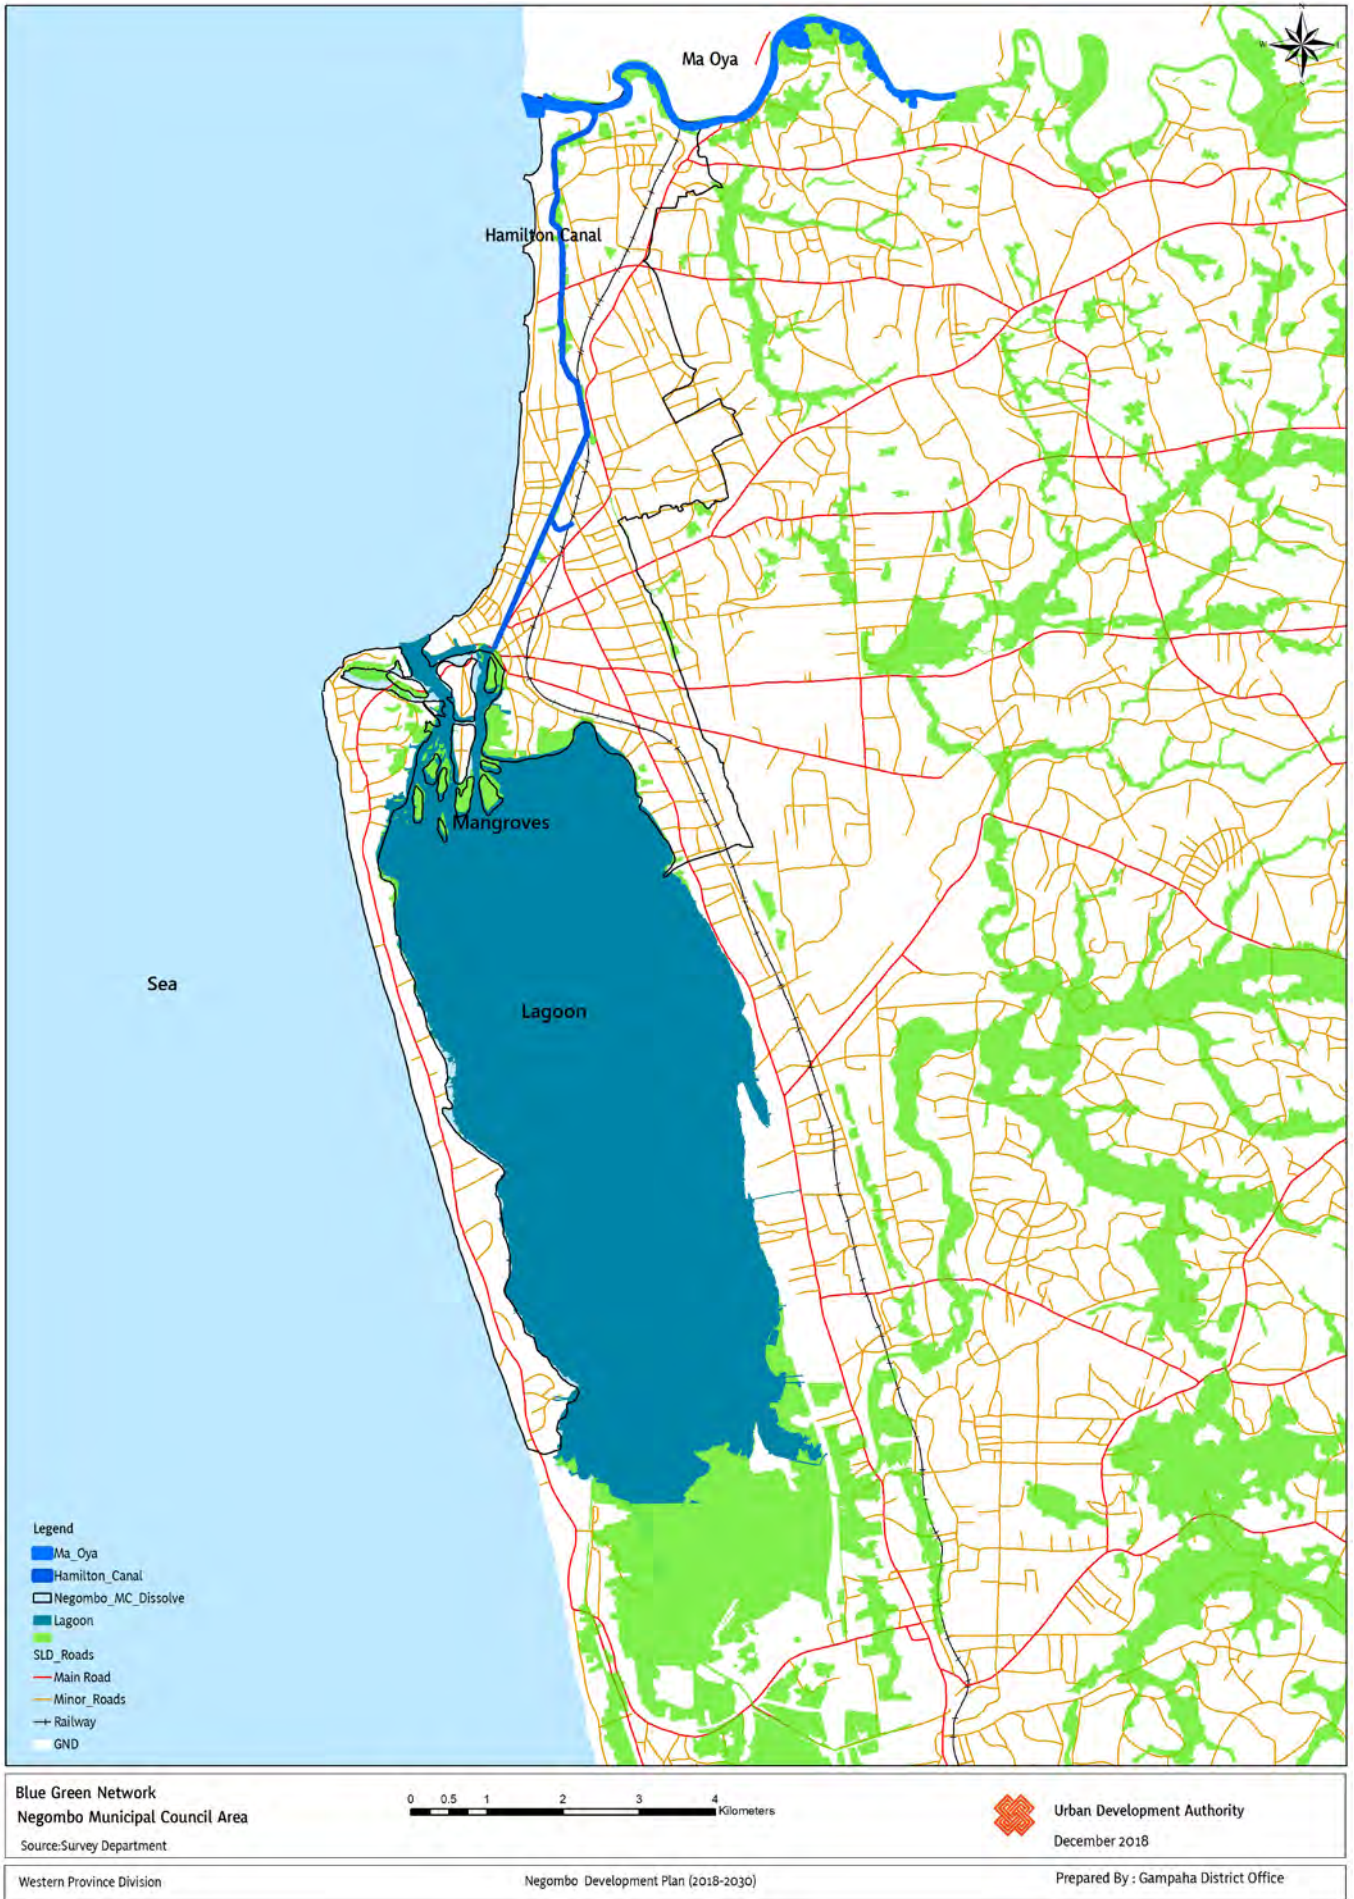 Ma Oya
N
W
E
Hamilton Canal
Mangroves
Sea
Lagoon
Legend
Ma_Oya
Hamilton_Canal
Negombo_MC_Dissolve
Lagoon
SLD_Roads
Main Road
Minor_Roads
Railway
GND
Blue Green Network
Negombo Municipal Council Area
Source:Survey Department
0 0.5 1 2 3 4
Kilometers
Urban Development Authority
December 2018
Western Province Division
Negombo Development Plan (2018-2030)
Prepared By : Gampaha District Office